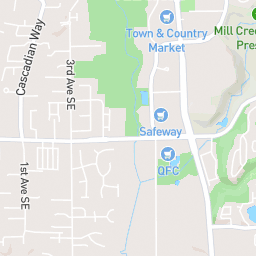 Cascadian Way
3rd Ave SE
1st Ave SE
Town & Country
Market
Mill Cree
Pres
Safeway
QFC